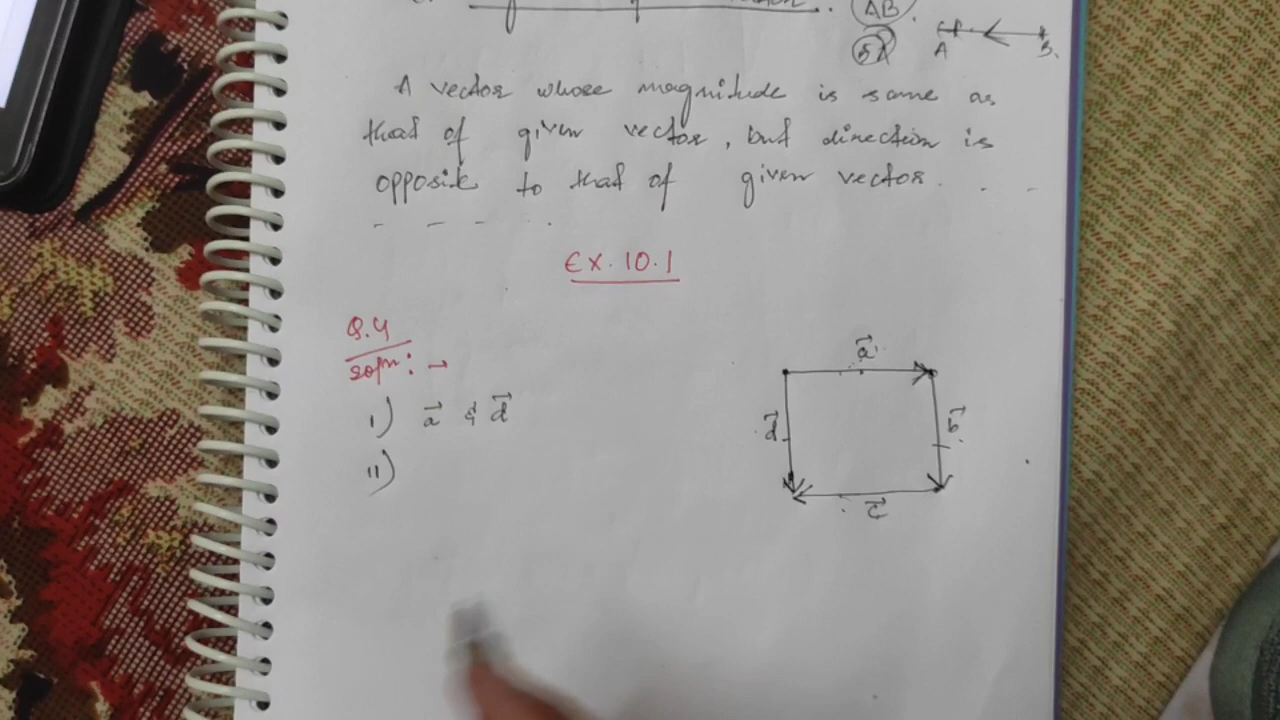 AB
BA
A B.
A vector whose magnitude is same as
that of given vector, but direction is
opposite to that of given vector. . -
- - - - .
EX. 10.1
Q.4
Soln: -
i) a⃗ & d⃗
ii)
a⃗
d⃗ b⃗
c⃗